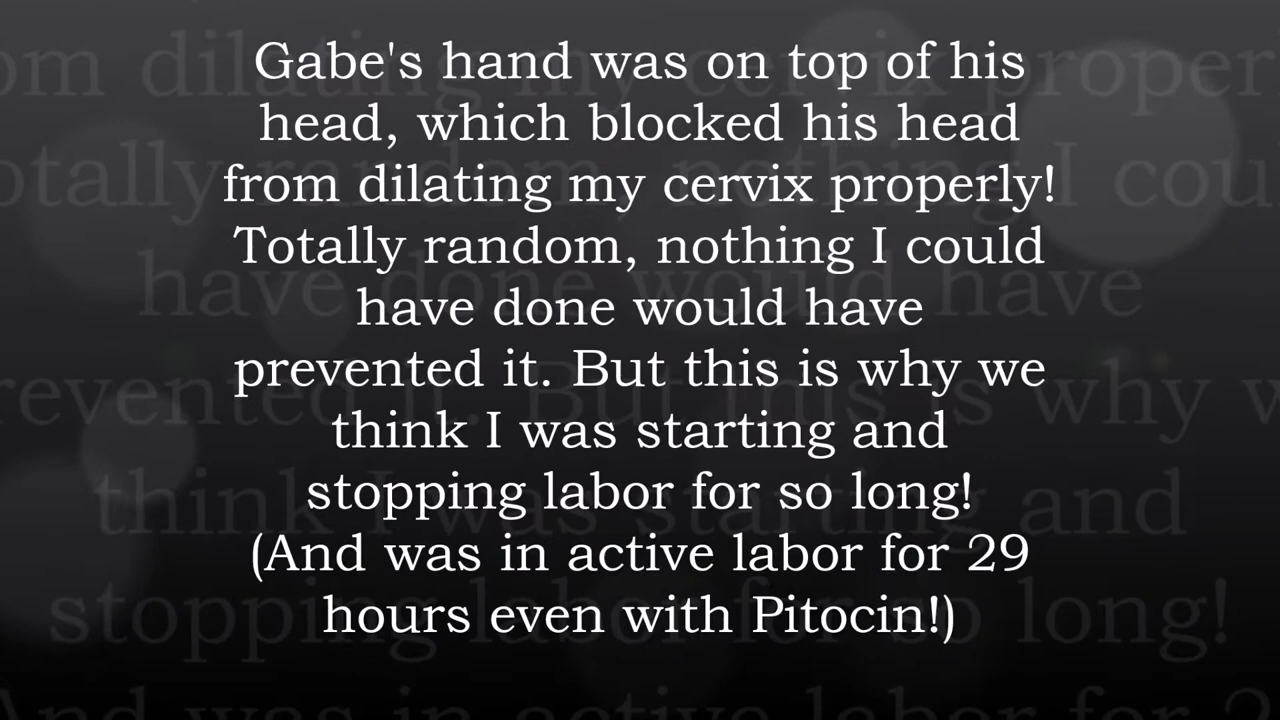 Gabe's hand was on top of his
head, which blocked his head
from dilating my cervix properly!
Totally random, nothing I could
have done would have
prevented it. But this is why we
think I was starting and
stopping labor for so long!
(And was in active labor for 29
hours even with Pitocin!)